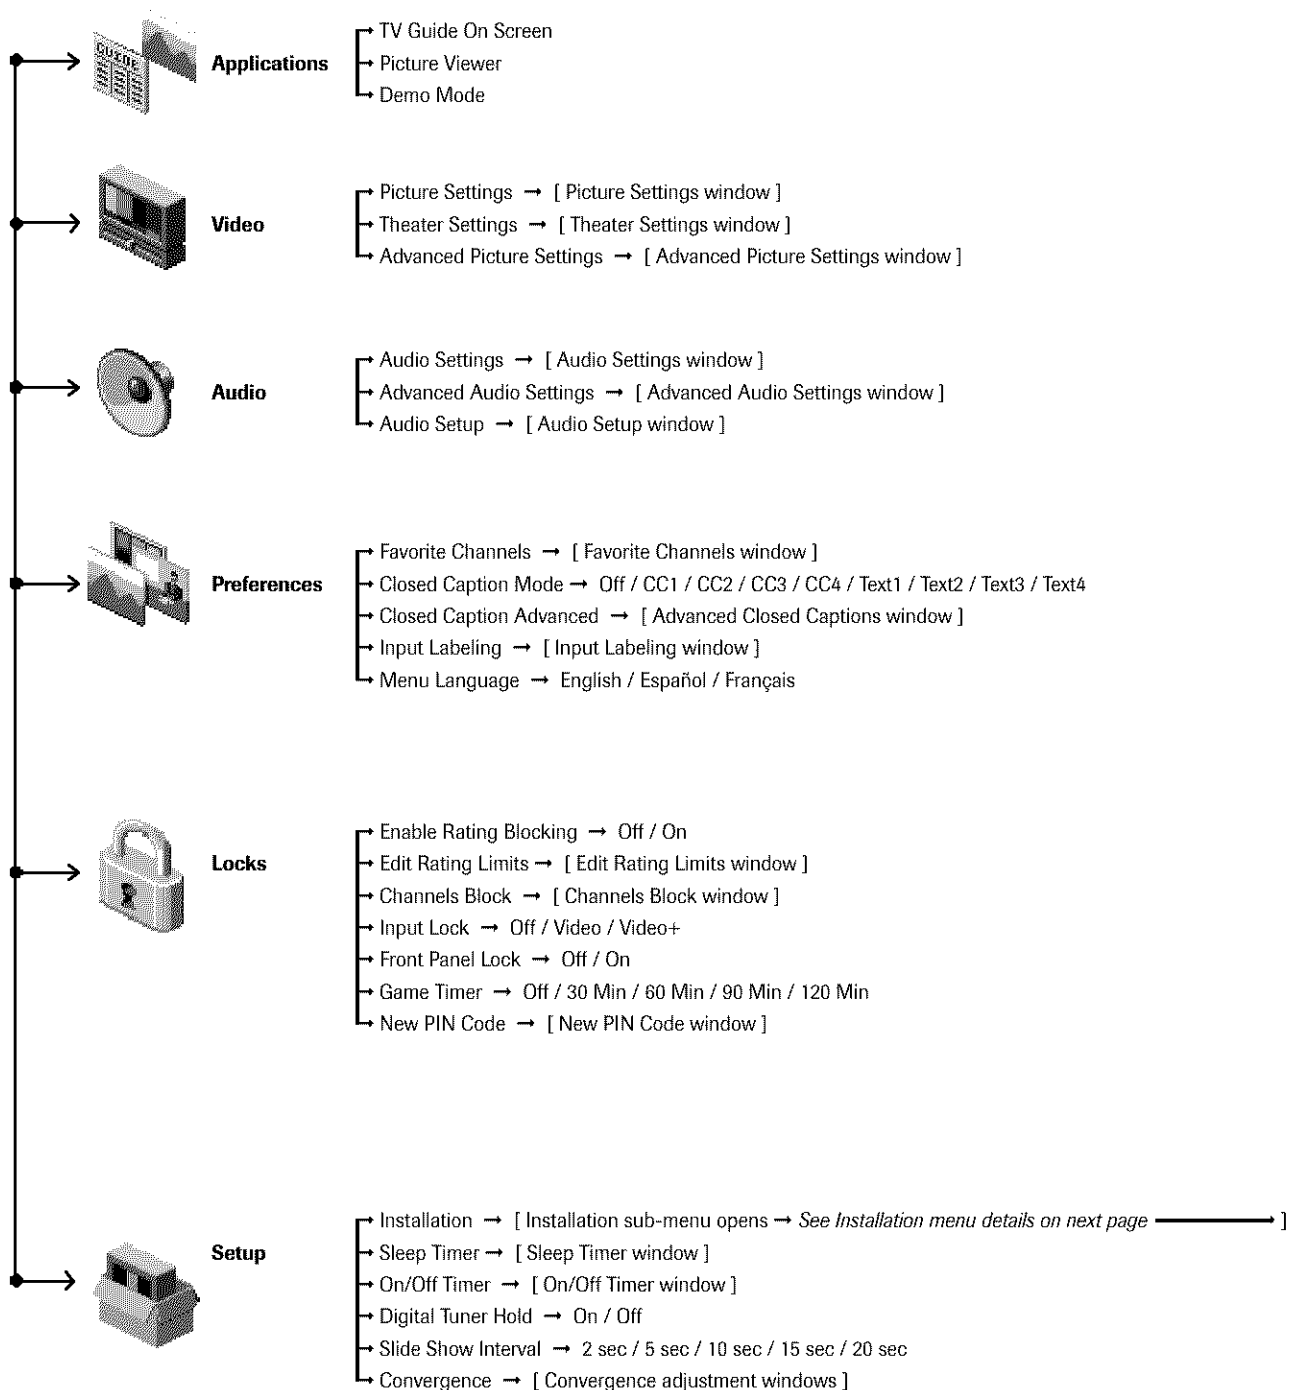 GUIDE
Applications
TV Guide On Screen
Picture Viewer
Demo Mode
Video
Picture Settings → [ Picture Settings window ]
Theater Settings → [ Theater Settings window ]
Advanced Picture Settings → [ Advanced Picture Settings window ]
Audio
Audio Settings → [ Audio Settings window ]
Advanced Audio Settings → [ Advanced Audio Settings window ]
Audio Setup → [ Audio Setup window ]
Preferences
Favorite Channels → [ Favorite Channels window ]
Closed Caption Mode → Off / CC1 / CC2 / CC3 / CC4 / Text1 / Text2 / Text3 / Text4
Closed Caption Advanced → [ Advanced Closed Captions window ]
Input Labeling → [ Input Labeling window ]
Menu Language → English / Español / Français
Locks
Enable Rating Blocking → Off / On
Edit Rating Limits → [ Edit Rating Limits window ]
Channels Block → [ Channels Block window ]
Input Lock → Off / Video / Video+
Front Panel Lock → Off / On
Game Timer → Off / 30 Min / 60 Min / 90 Min / 120 Min
New PIN Code → [ New PIN Code window ]
Setup
Installation → [ Installation sub-menu opens → See Installation menu details on next page → ]
Sleep Timer → [ Sleep Timer window ]
On/Off Timer → [ On/Off Timer window ]
Digital Tuner Hold → On / Off
Slide Show Interval → 2 sec / 5 sec / 10 sec / 15 sec / 20 sec
Convergence → [ Convergence adjustment windows ]